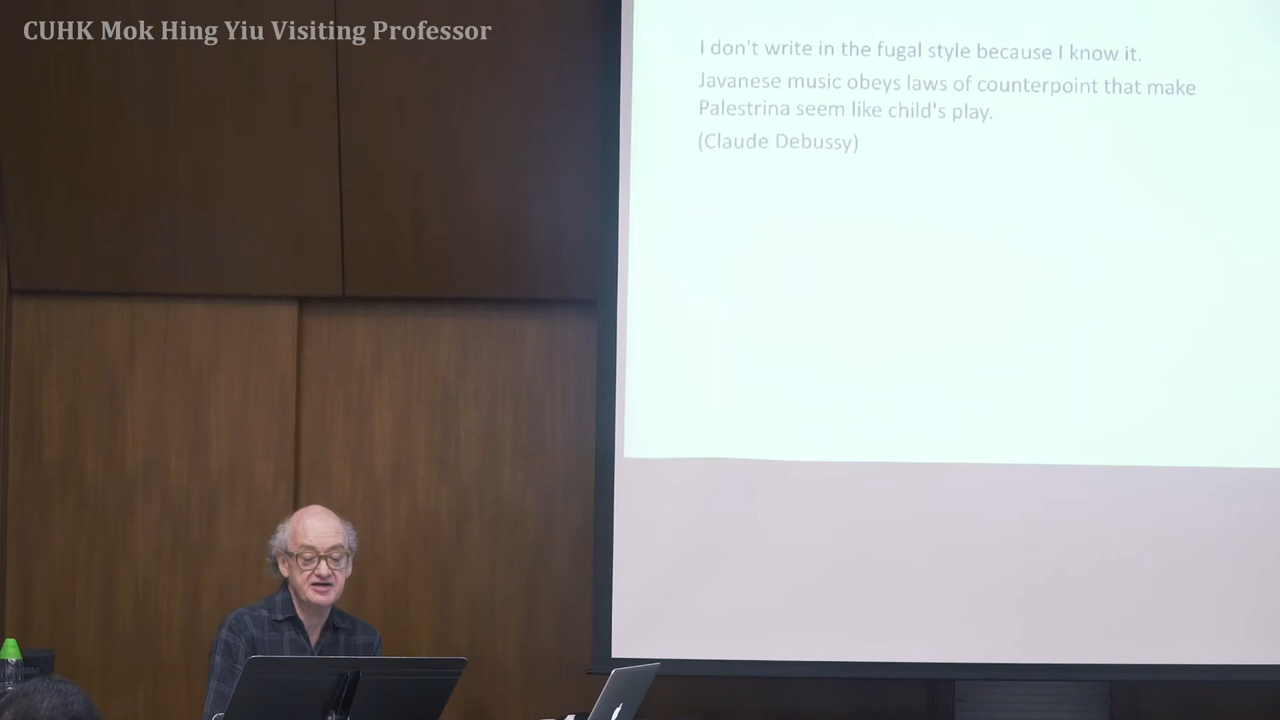 CUHK Mok Hing Yiu Visiting Professor
I don't write in the fugal style because I know it.
Javanese music obeys laws of counterpoint that make
Palestrina seem like child's play.
(Claude Debussy)